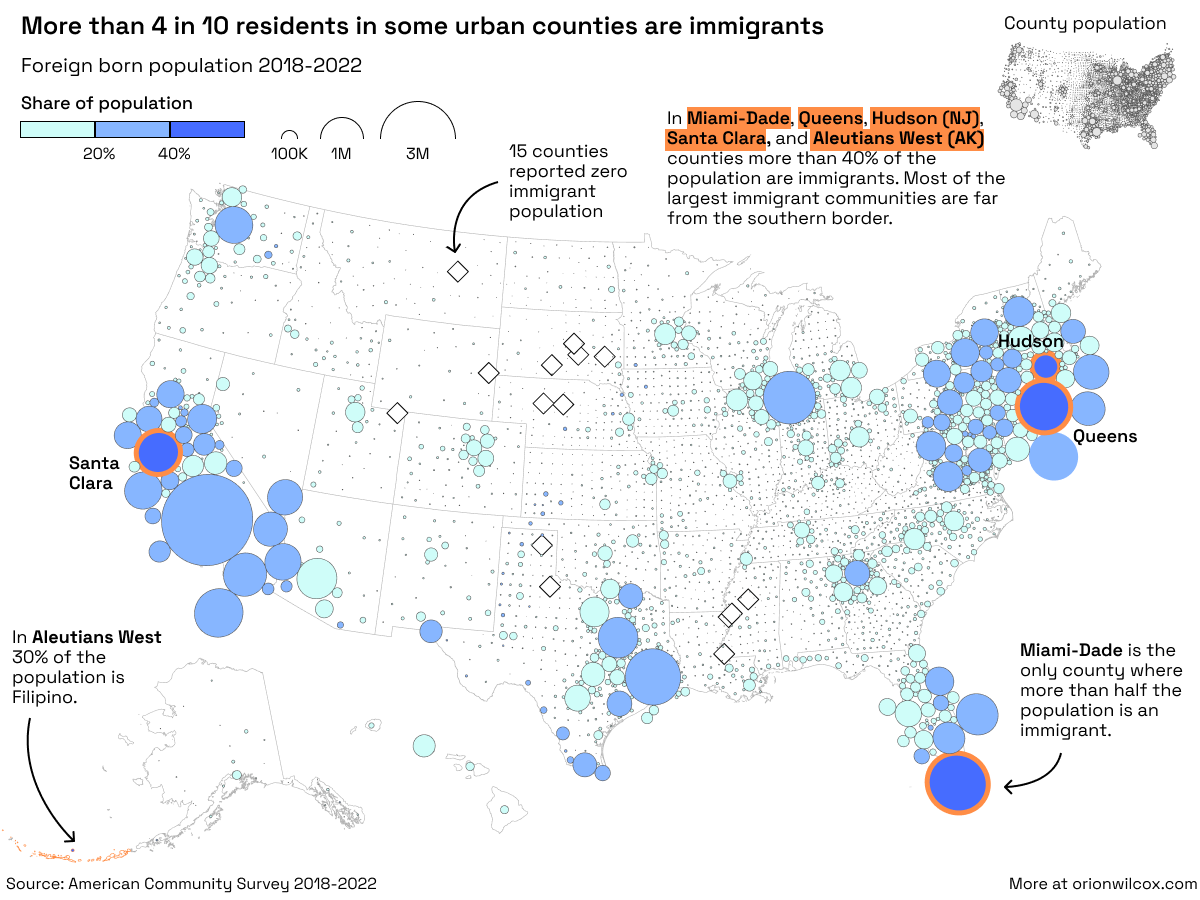 More than 4 in 10 residents in some urban counties are immigrants
County population
Foreign born population 2018-2022
Share of population
20%
40%
100K
1M
3M
15 counties
reported zero
immigrant
population
In Miami-Dade, Queens, Hudson (NJ),
Santa Clara, and Aleutians West (AK)
counties more than 40% of the
population are immigrants. Most of the
largest immigrant communities are far
from the southern border.
Hudson
Queens
Santa
Clara
In Aleutians West
30% of the
population is
Filipino.
Miami-Dade is the
only county where
more than half the
population is an
immigrant.
Source: American Community Survey 2018-2022
More at orionwilcox.com